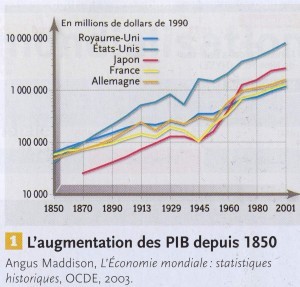 En millions de dollars de 1990
10 000 000
1 000 000
100 000
10 000
Royaume-Uni
États-Unis
Japon
France
Allemagne
1850 1870 1890 1913 1929 1945 1960 1980 2001
1 L'augmentation des PIB depuis 1850
Angus Maddison, L'Économie mondiale : statistiques
historiques, OCDE, 2003.